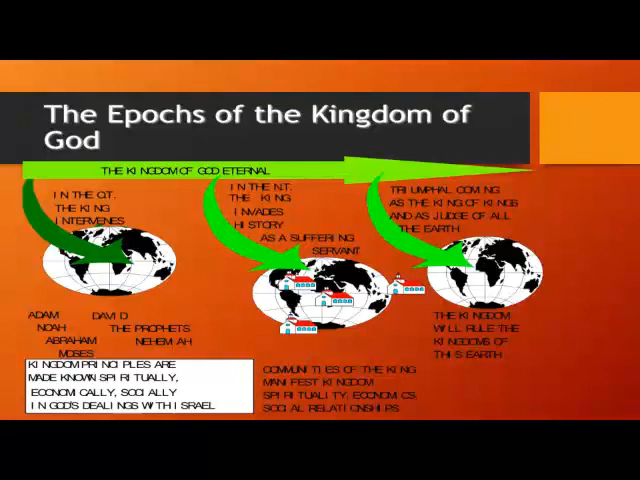 The Epochs of the Kingdom of
God
THE KINGDOM OF GOD ETERNAL
IN THE O.T.
THE KING
INTERVENES
IN THE N.T.
THE KING
INVADES
HISTORY
AS A SUFFERING
SERVANT
TRIUMPHAL COMING
AS THE KING OF KINGS
AND AS JUDGE OF ALL
THE EARTH
ADAM DAVID
NOAH THE PROPHETS
ABRAHAM NEHEMIAH
MOSES
KINGDOM PRINCIPLES ARE
MADE KNOWN SPIRITUALLY,
ECONOMICALLY, SOCIALLY
IN GOD'S DEALINGS WITH ISRAEL
COMMUNITIES OF THE KING
MANIFEST KINGDOM
SPIRITUALITY, ECONOMICS,
SOCIAL RELATIONSHIPS
THE KINGDOM
WILL RULE THE
KINGDOMS OF
THIS EARTH